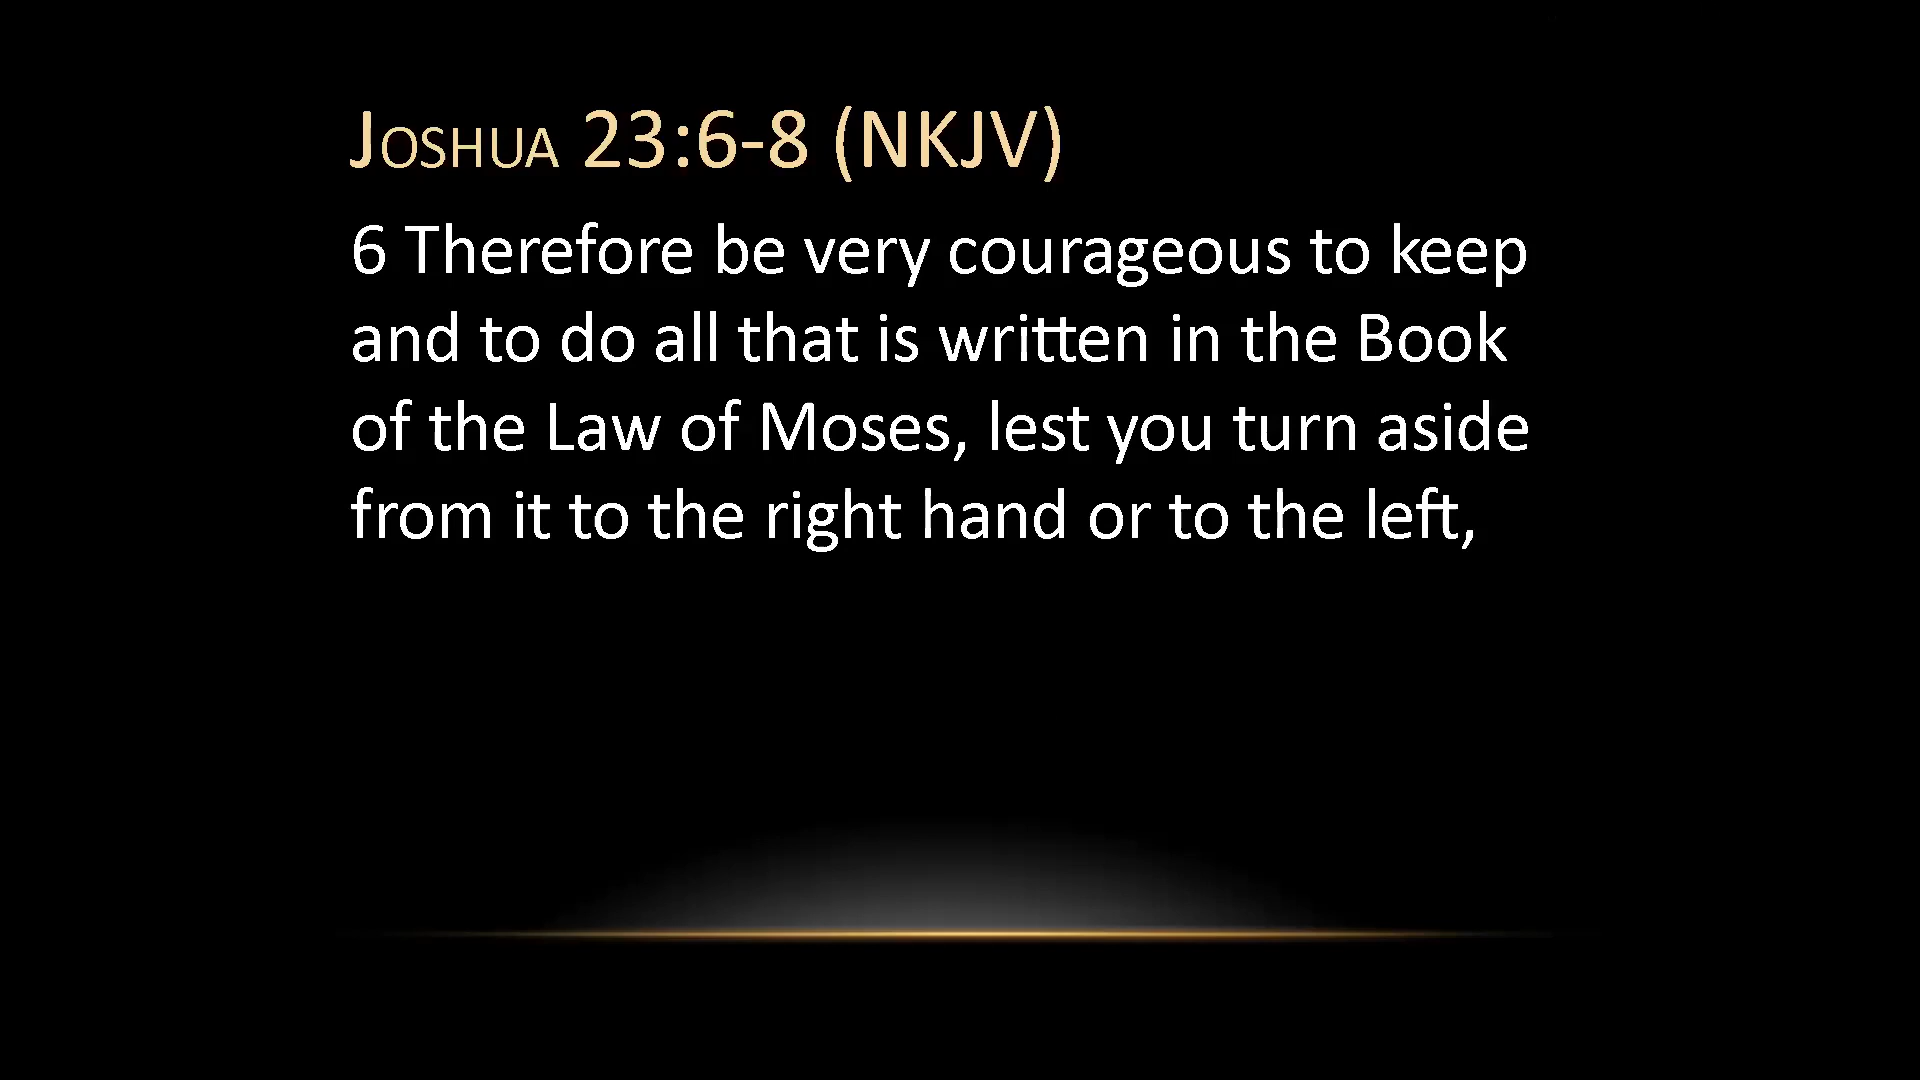 Joshua 23:6-8 (NKJV)
6 Therefore be very courageous to keep
and to do all that is written in the Book
of the Law of Moses, lest you turn aside
from it to the right hand or to the left,